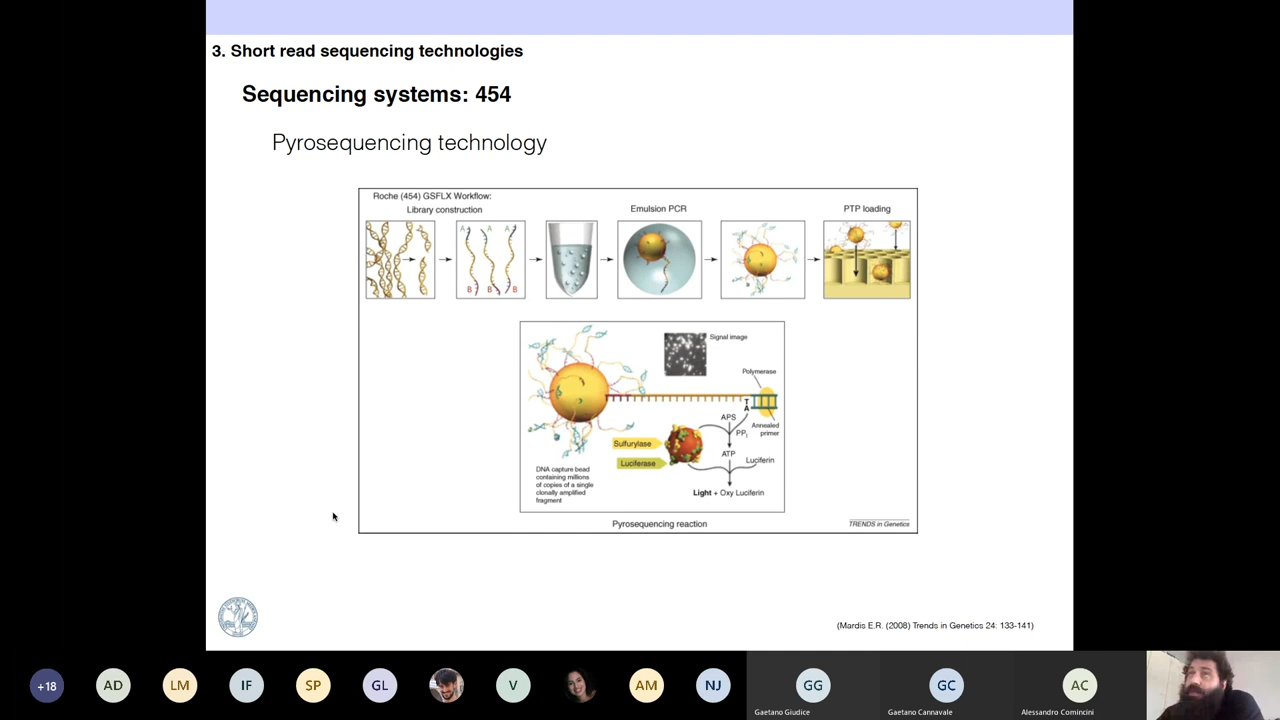 3. Short read sequencing technologies
Sequencing systems: 454
Pyrosequencing technology
Roche (454) GSFLX Workflow:
Library construction
Emulsion PCR
PTP loading
A A A
B B B
Signal image
Polymerase
T
A
APS
PPi
Annealed
primer
Sulfurylase
Luciferase
ATP
Luciferin
DNA capture bead
containing millions
of copies of a single
clonally amplified
fragment
Light + Oxy Luciferin
Pyrosequencing reaction
TRENDS in Genetics
(Mardis E.R. (2008) Trends in Genetics 24: 133-141)
+18 AD LM IF SP GL V AM NJ GG GC AC
Gaetano Giudice Gaetano Cannavale Alessandro Comincini